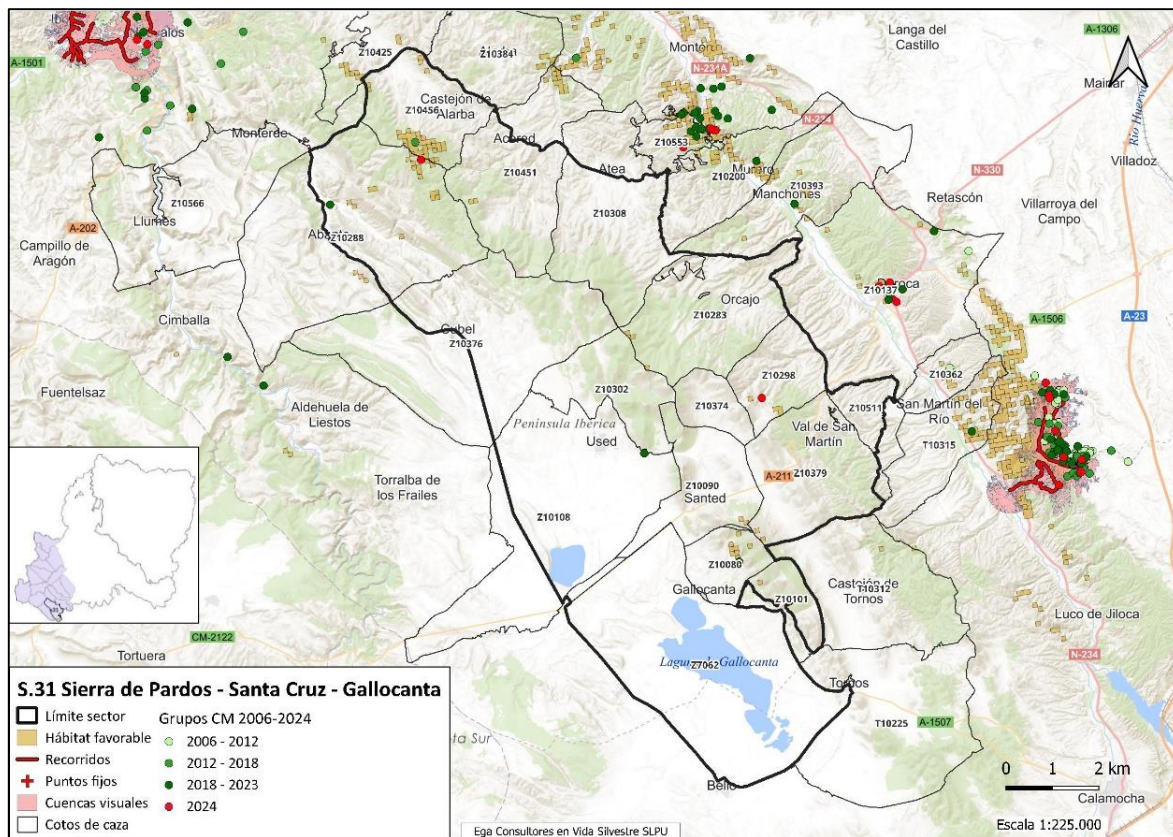 Langa del
Castillo
A-1306
Mainar
Río Huerva
Villadoz
A-1501
Z10425
Z10384
N-234A
N-234
N-330
Retascón
Villarroya del
Campo
Castejón de
Alarba
Z10456
Acered
Z10451
Monterde
Atea
Z10553
Murero
Z10200
Manchones
Z10393
Z10308
Z10566
Llumes
A-202
Campillo de
Aragón
Z10288
Cimballa
Orcajo
Z10283
Z10137
A-1506
A-23
Cubel
Z10376
Fuentelsaz
Aldehuela de
Liestos
Z10302
Z10374
Z10298
Z10511
Z10362
San Martín del
Río
T10315
Península Ibérica
Used
Val de San
Martín
Z10379
A-211
Torralba de
los Frailes
Z10090
Santed
Z10108
Z10080
Gallocanta
Z10101
Castejón de
Tornos
T10312
Luco de Jiloca
N-234
CM-2122
Tortuera
Laguna de Gallocanta
Z7062
Tornos
T10225
A-1507
Bello
Calamocha
S.31 Sierra de Pardos - Santa Cruz - Gallocanta
Límite sector
Hábitat favorable
Recorridos
Puntos fijos
Cuencas visuales
Cotos de caza
Grupos CM 2006-2024
2006 - 2012
2012 - 2018
2018 - 2023
2024
0 1 2 km
Escala 1:225.000
Ega Consultores en Vida Silvestre SLPU